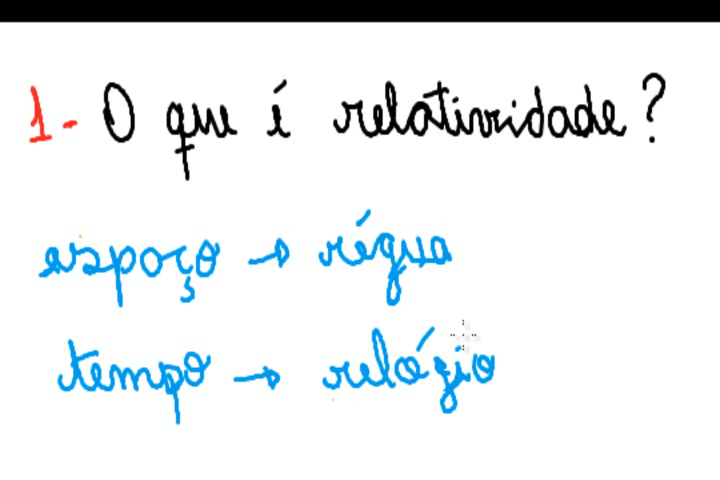 1- O que é relatividade?
espaço → régua
tempo → relógio